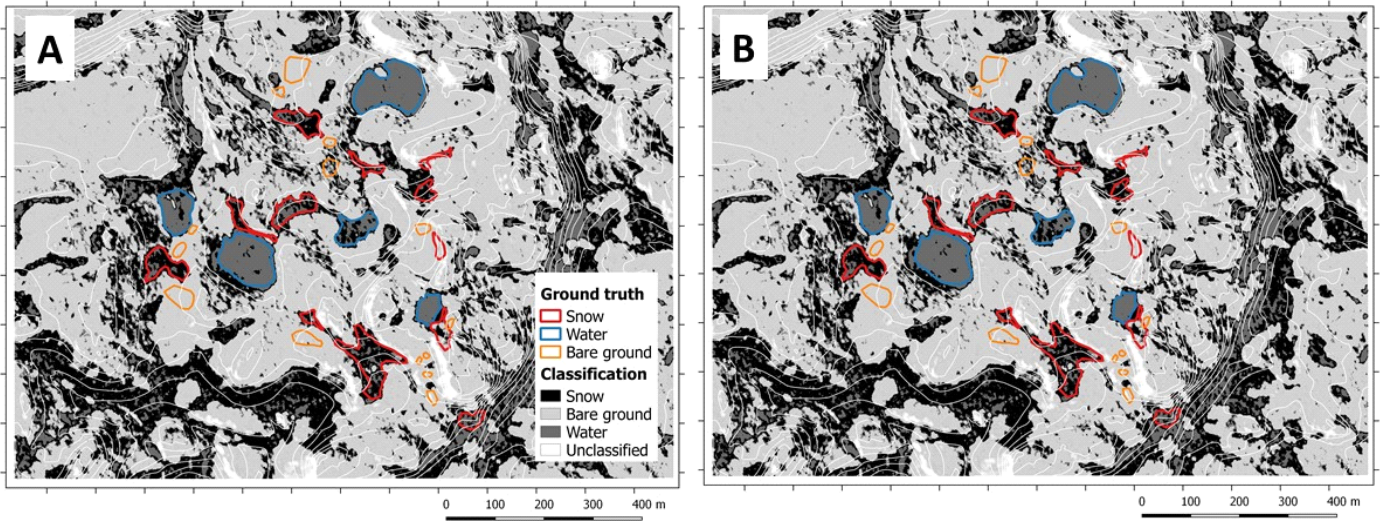 A
B
Ground truth
Snow
Water
Bare ground
Classification
Snow
Bare ground
Water
Unclassified
0 100 200 300 400 m
0 100 200 300 400 m